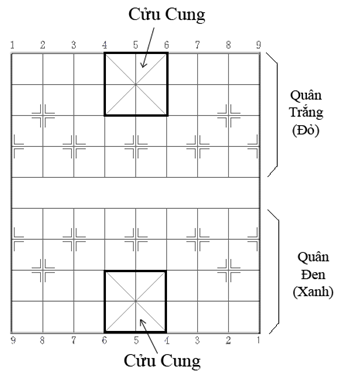 Cửu Cung
1 2 3 4 5 6 7 8 9
Quân
Trắng
(Đỏ)
Quân
Đen
(Xanh)
9 8 7 6 5 4 3 2 1
Cửu Cung